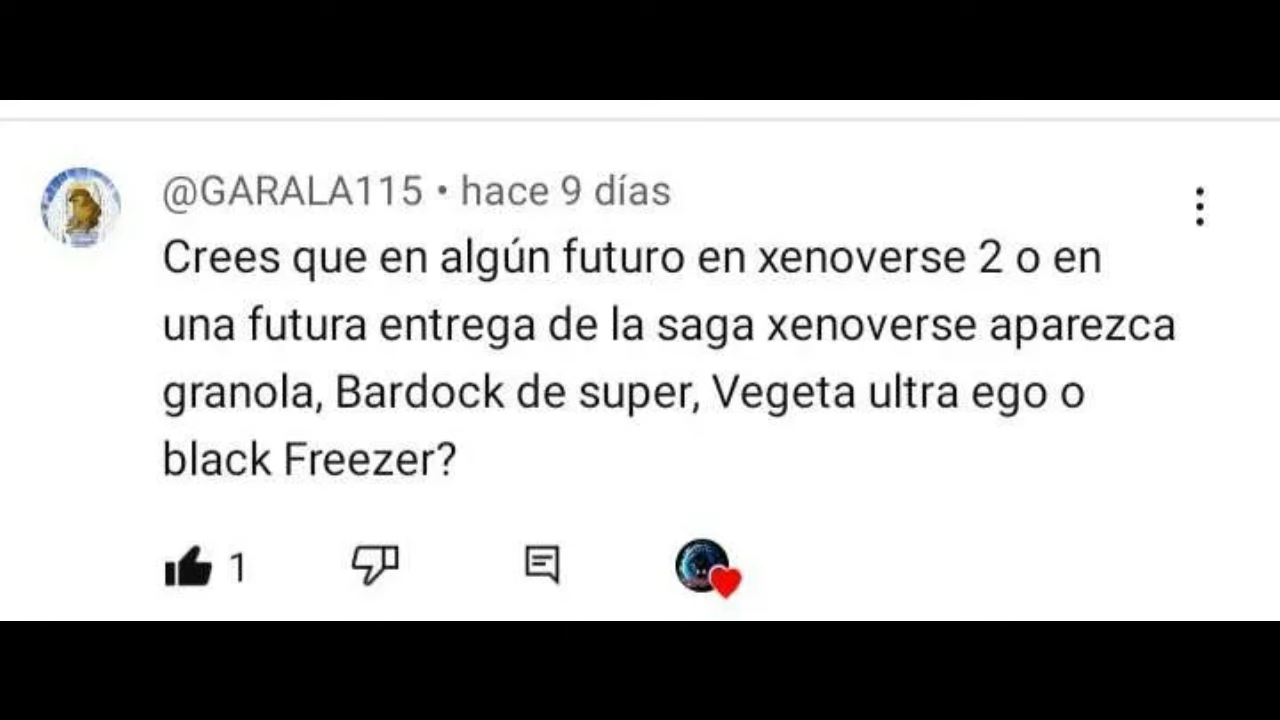 @GARALA115 • hace 9 días
Crees que en algún futuro en xenoverse 2 o en
una futura entrega de la saga xenoverse aparezca
granola, Bardock de super, Vegeta ultra ego o
black Freezer?
1